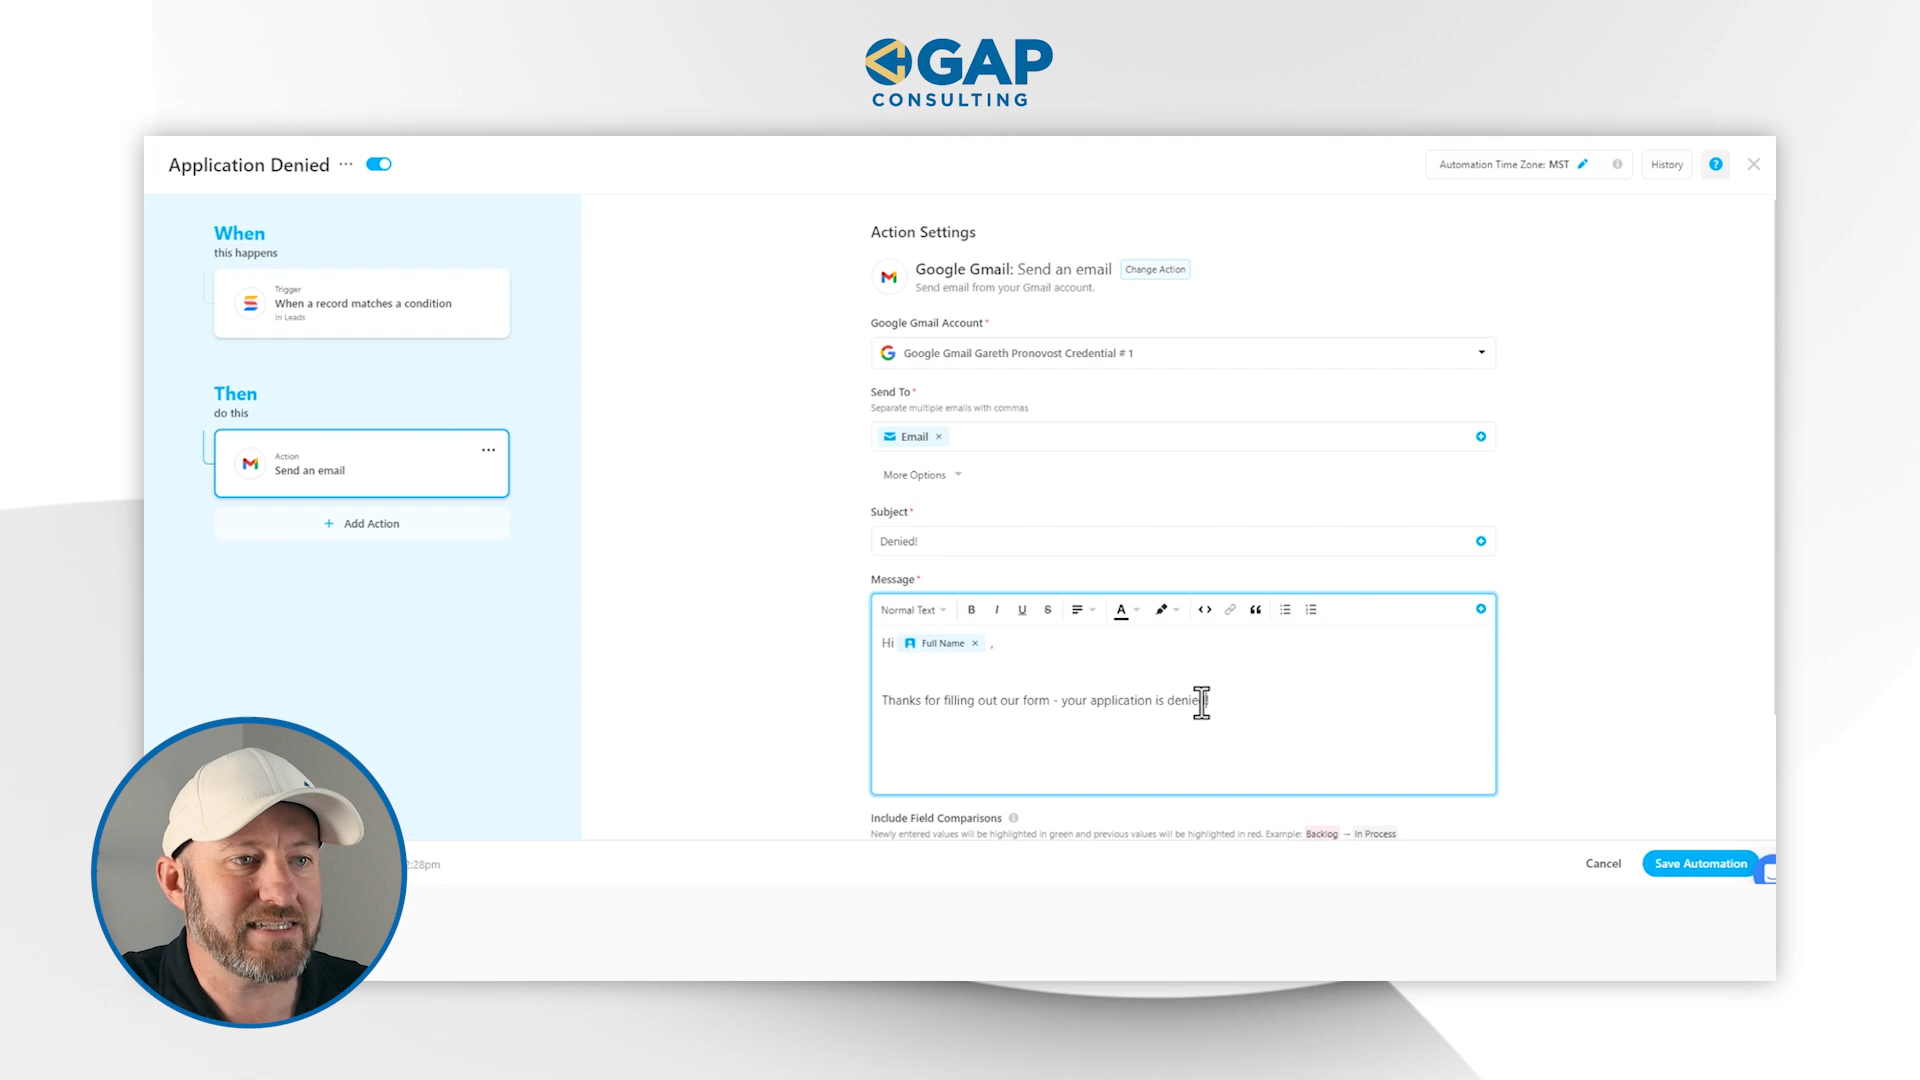 GAP
CONSULTING
Application Denied
Automation Time Zone: MST
History
When
this happens
Trigger
When a record matches a condition
In Leads
Then
do this
Action
Send an email
+ Add Action
Action Settings
Google Gmail: Send an email
Change Action
Send email from your Gmail account.
Google Gmail Account*
Google Gmail Gareth Pronovost Credential # 1
Send To*
Separate multiple emails with commas
Email ×
More Options
Subject*
Denied!
Message*
Normal Text B I U S A
Hi Full Name × ,
Thanks for filling out our form - your application is
Include Field Comparisons
Newly entered values will be highlighted in green and previous values will be highlighted in red. Example: Backlog → In Process
:28pm
Cancel
Save Automation